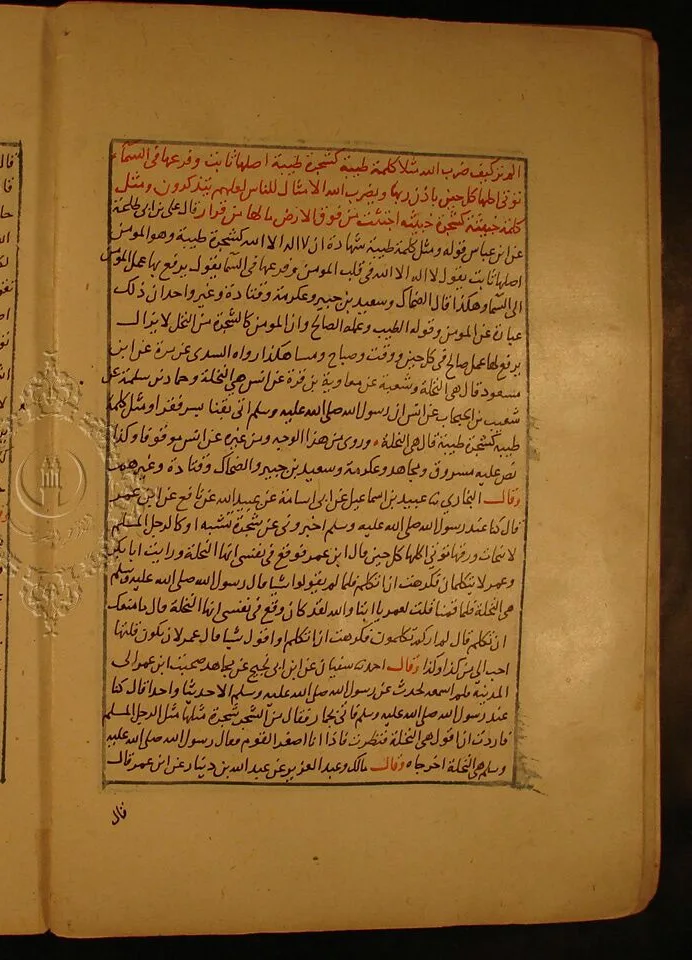 الم تر كيف ضرب الله مثلا كلمة طيبة كشجرة طيبة اصلها ثابت وفرعها في السماء
توتي اكلها كل حين باذن ربها ويضرب الله الامثال للناس لعلهم يتذكرون ومثل
كلمة خبيثة كشجرة خبيثه اجتثت من فوق الارض مالها من قرار قال علي بن ابي طلحة
عن ابن عباس قوله ومثل كلمة طيبة شهادة ان لا اله الا الله كشجرة طيبة وهو المومن
اصلها ثابت يقول لا اله الا الله في قلب المومن وفرعها في السما يقول يرفع بها عمل المومن
الى السما وهكذا قال الضحاك وسعيد بن جبير وعكرمة وقتادة وغير واحد ان ذلك
عبارة عن المومن وقوله الطيب وعمله الصالح وان المومن كالشجرة من النخل لا يزال
يرفع لها عمل صالح في كل حين ووقت وصباح ومسا هكذا رواه السدي عن مرة عن ابن
مسعود قال هي النخلة وشعبة عن معاوية بن قرة عن انس هي النخلة وحماد بن سلمة عن
شعيب بن الحبحاب عن انس ان رسول الله صلى الله عليه وسلم اتي بقناع بسر فقرا ومثل كلمة
طيبة كشجرة طيبة قال هي النخلة وروى من هذا الوجه ومن غيره عن انس موقوفا وكذا
نص عليه مسروق ومجاهد وعكرمة وسعيد بن جبير والضحاك وقتادة وغيرهم
وقال البخاري ثنا عبيد بن اسماعيل عن ابي اسامة عن عبيد الله عن نافع عن ابن عمر
قال كنا عند رسول الله صلى الله عليه وسلم فقال اخبروني عن شجرة تشبه او كالرجل المسلم
لا يتحات ورقها توتي اكلها كل حين قال ابن عمر فوقع في نفسي انها النخلة ورايت ابا بكر
وعمر لا يتكلمان فكرهت ان اتكلم فلما لم يقولوا شيا قال رسول الله صلى الله عليه وسلم
هي النخلة فلما قمنا قلت لعمر يا ابتا والله لقد كان وقع في نفسي انها النخلة قال ما منعك
ان تكلم قال لم اركم تكلمون فكرهت ان اتكلم او اقول شيا قال عمر لان تكون قلتها
احب الي من كذا وكذا وقال احمد ثنا سفيان عن ابن ابي نجيح عن مجاهد صحبت ابن عمر الى
المدينة فلم اسمعه يحدث عن رسول الله صلى الله عليه وسلم الا حديثا واحدا قال كنا
عند رسول الله صلى الله عليه وسلم فاتي بجمار فقال من الشجر شجرة مثلها مثل الرجل المسلم
فاردت ان اقول هي النخلة فنظرت فاذا انا اصغر القوم فقال رسول الله صلى الله عليه
وسلم هي النخلة اخرجاه وقال مالك وعبد العزيز عن عبد الله بن دينار عن ابن عمر قال
قال